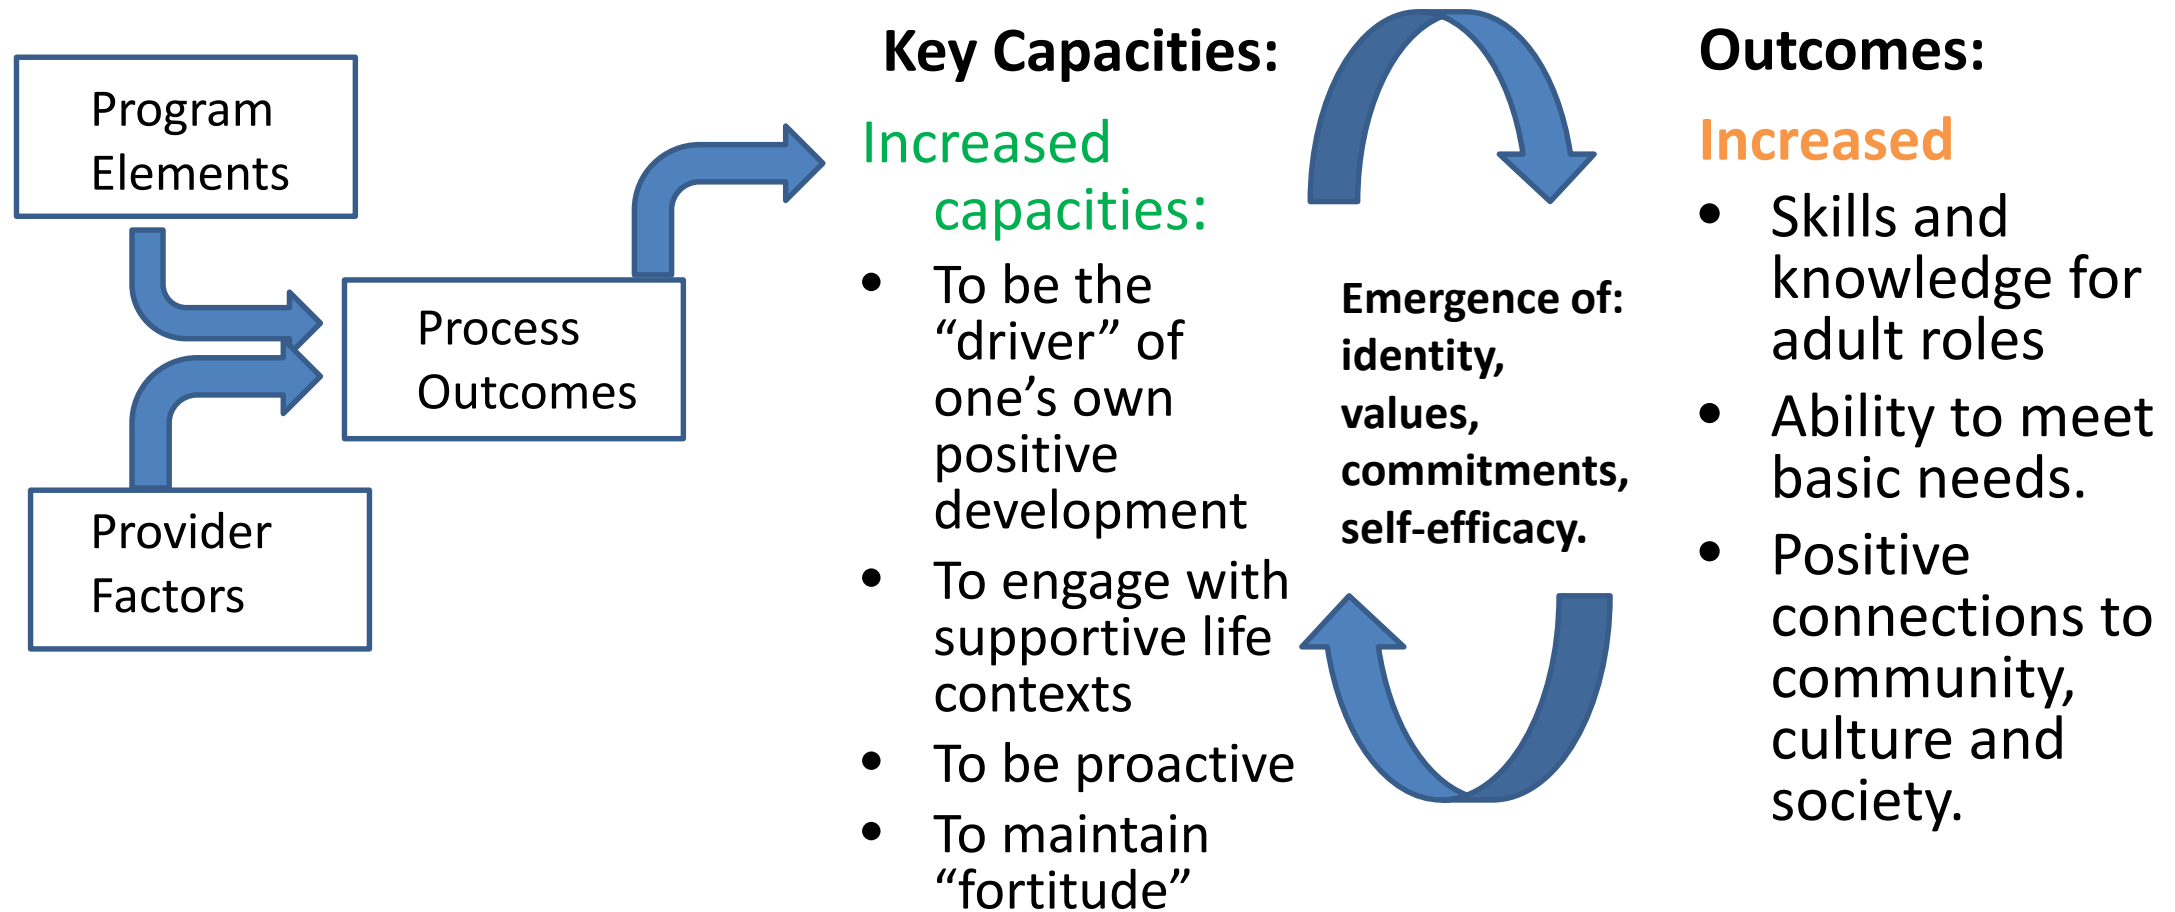 Program
Elements
Process
Outcomes
Provider
Factors
Key Capacities:
Increased
capacities:
• To be the
“driver” of
one’s own
positive
development
• To engage with
supportive life
contexts
• To be proactive
• To maintain
“fortitude”
Emergence of:
identity,
values,
commitments,
self-efficacy.
Outcomes:
Increased
• Skills and
knowledge for
adult roles
• Ability to meet
basic needs.
• Positive
connections to
community,
culture and
society.